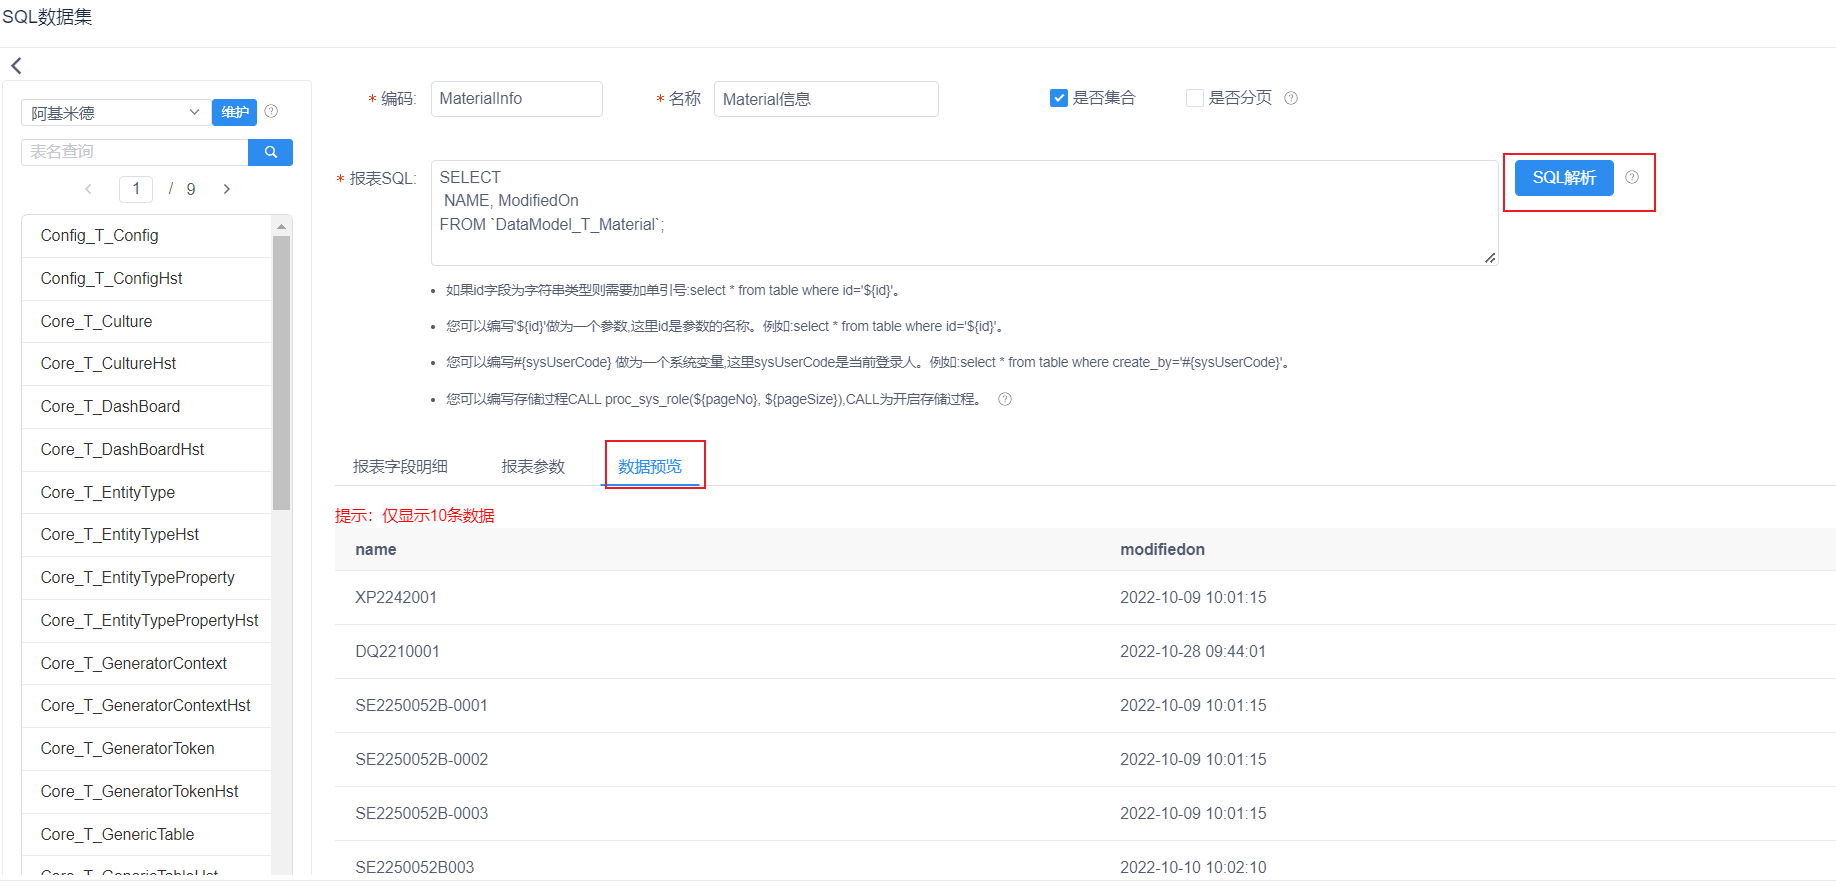 SQL数据集
阿基米德
维护
表名查询
1 / 9
Config_T_Config
Config_T_ConfigHst
Core_T_Culture
Core_T_CultureHst
Core_T_DashBoard
Core_T_DashBoardHst
Core_T_EntityType
Core_T_EntityTypeHst
Core_T_EntityTypeProperty
Core_T_EntityTypePropertyHst
Core_T_GeneratorContext
Core_T_GeneratorContextHst
Core_T_GeneratorToken
Core_T_GeneratorTokenHst
Core_T_GenericTable
Core_T_GenericTableHst
* 编码: MaterialInfo * 名称 Material信息 是否集合 是否分页
* 报表SQL:
SELECT
NAME, ModifiedOn
FROM `DataModel_T_Material`;
SQL解析
如果id字段为字符串类型则需要加单引号:select * from table where id='${id}'。
您可以编写'${id}'做为一个参数,这里id是参数的名称。例如:select * from table where id='${id}'。
您可以编写#{sysUserCode} 做为一个系统变量,这里sysUserCode是当前登录人。例如:select * from table where create_by='#{sysUserCode}'。
您可以编写存储过程CALL proc_sys_role(${pageNo}, ${pageSize}),CALL为开启存储过程。
报表字段明细 报表参数 数据预览
提示：仅显示10条数据
name modifiedon
XP2242001 2022-10-09 10:01:15
DQ2210001 2022-10-28 09:44:01
SE2250052B-0001 2022-10-09 10:01:15
SE2250052B-0002 2022-10-09 10:01:15
SE2250052B-0003 2022-10-09 10:01:15
SE2250052B003 2022-10-10 10:02:10